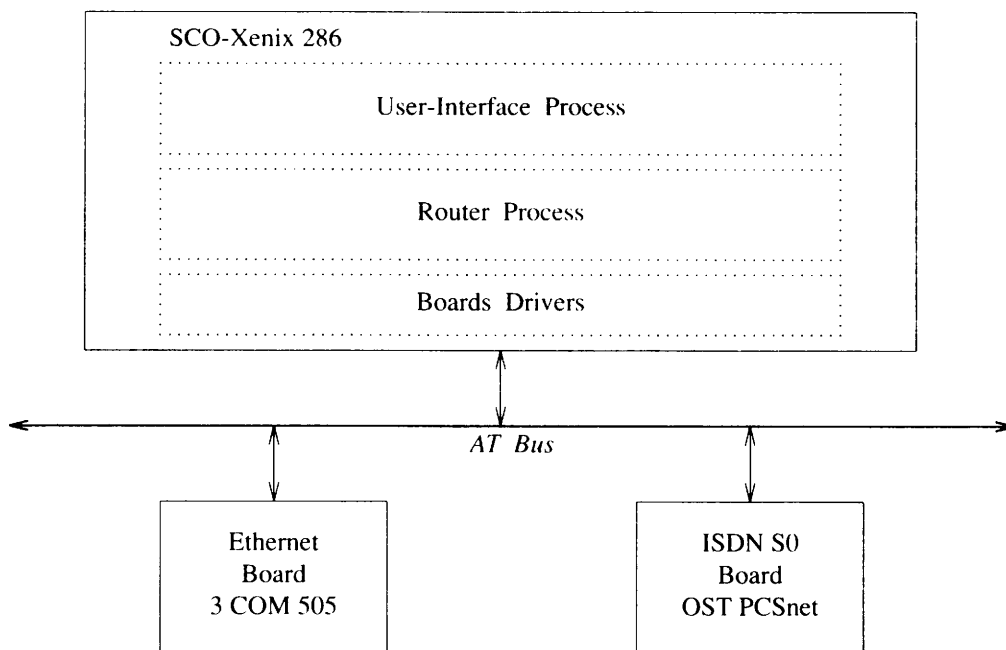 SCO-Xenix 286
User-Interface Process
Router Process
Boards Drivers
AT Bus
Ethernet
Board
3 COM 505
ISDN S0
Board
OST PCSnet